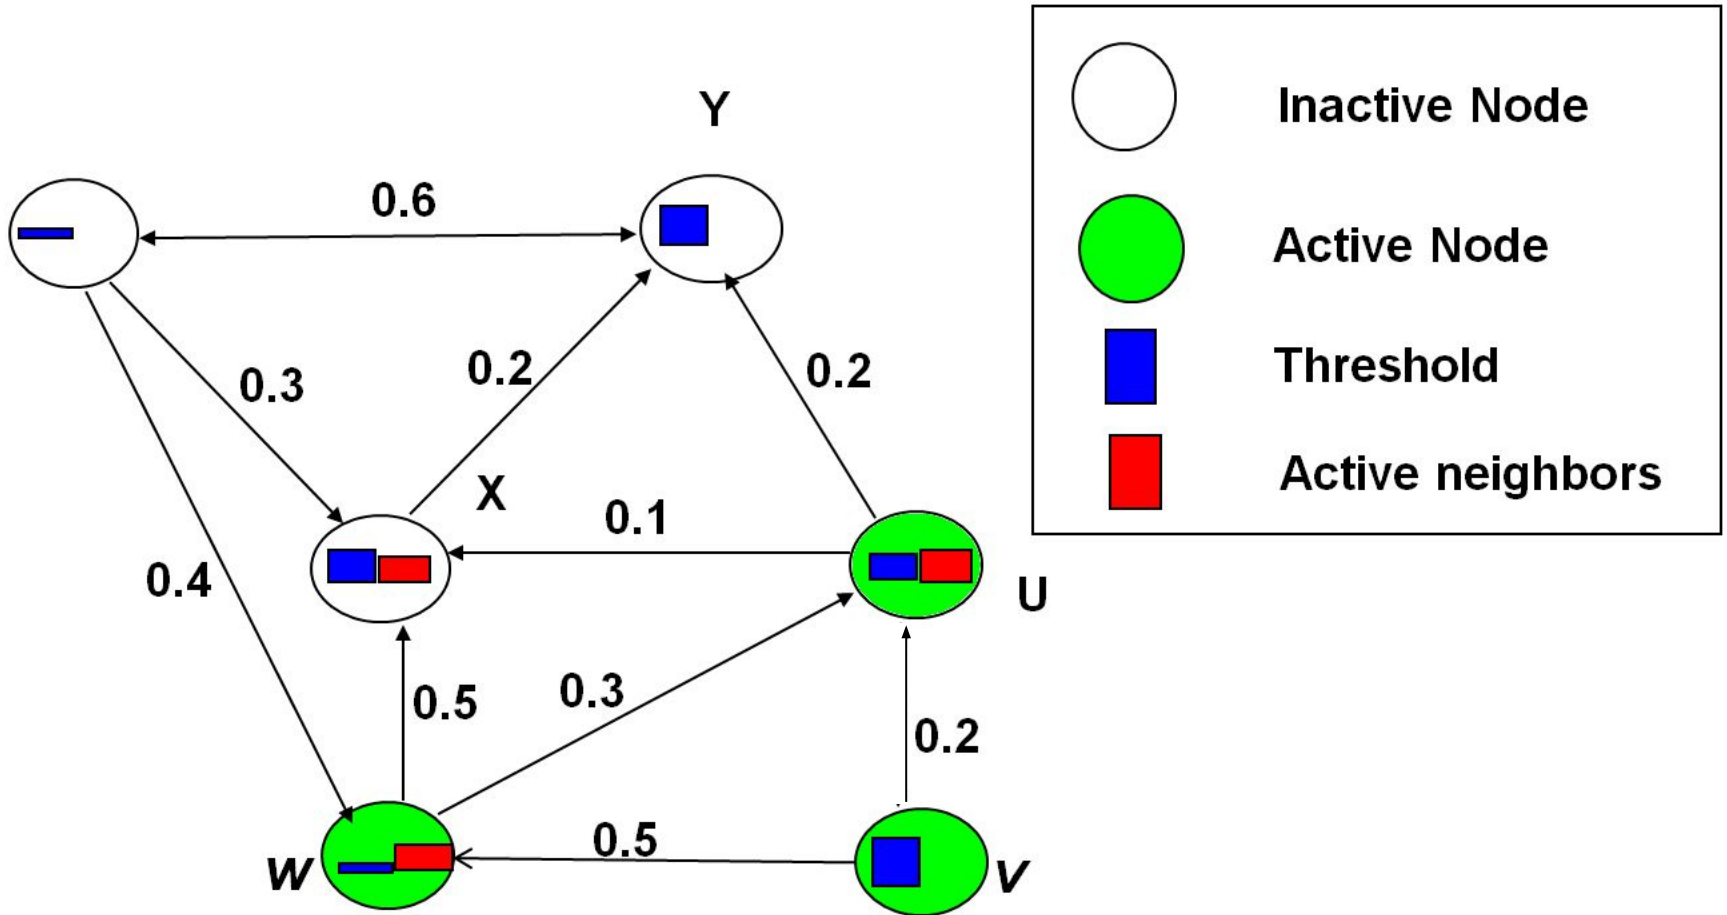 Y
0.6
0.3
0.2
0.2
X
0.1
0.4
U
0.5
0.3
0.2
0.5
W
V
Inactive Node
Active Node
Threshold
Active neighbors